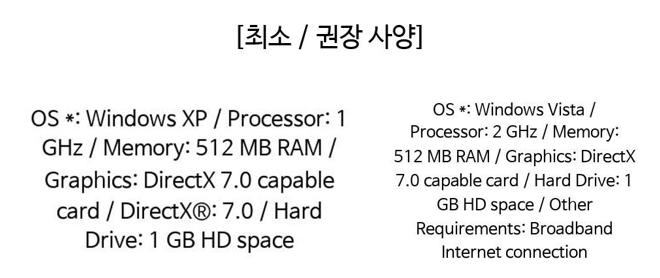 [최소 / 권장 사양]
OS *: Windows XP / Processor: 1
GHz / Memory: 512 MB RAM /
Graphics: DirectX 7.0 capable
card / DirectX®: 7.0 / Hard
Drive: 1 GB HD space
OS *: Windows Vista /
Processor: 2 GHz / Memory:
512 MB RAM / Graphics: DirectX
7.0 capable card / Hard Drive: 1
GB HD space / Other
Requirements: Broadband
Internet connection